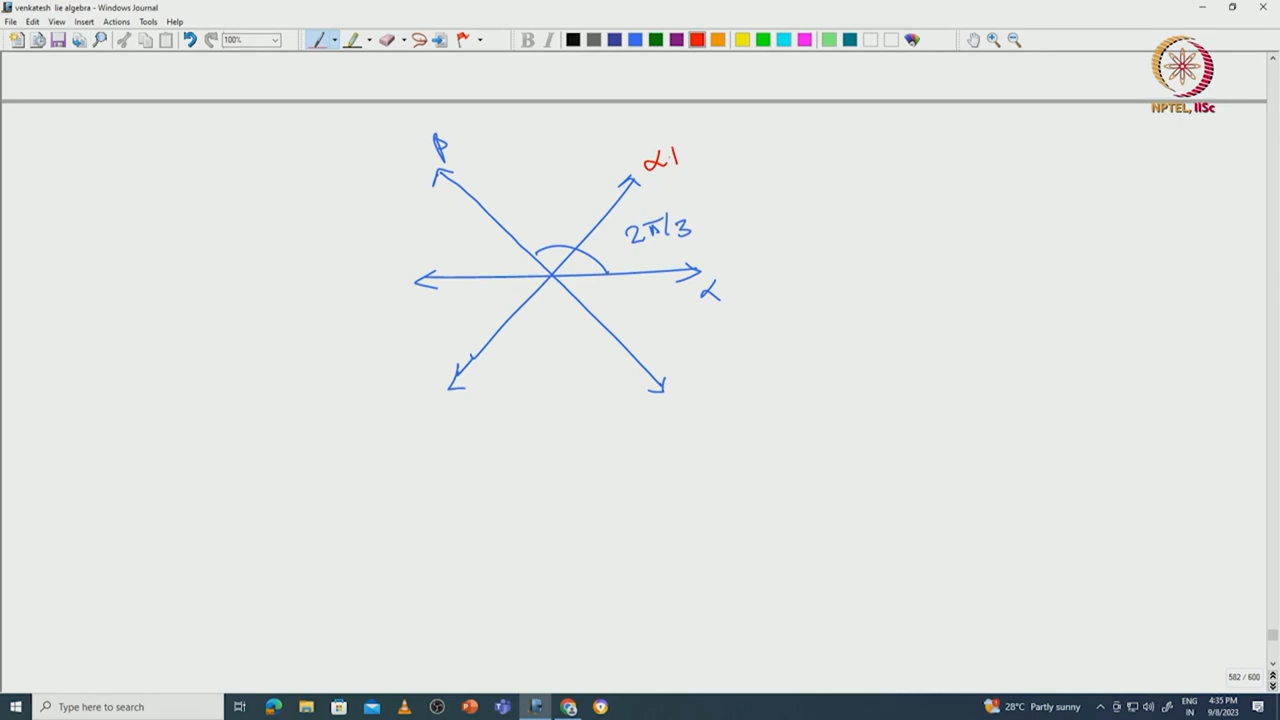 venkatesh lie algebra - Windows Journal
File Edit View Insert Actions Tools Help
100%
NPTEL, IISc
β
α+
2π/3
α
582 / 600
Type here to search
28°C Partly sunny
ENG
IN
4:35 PM
9/8/2023